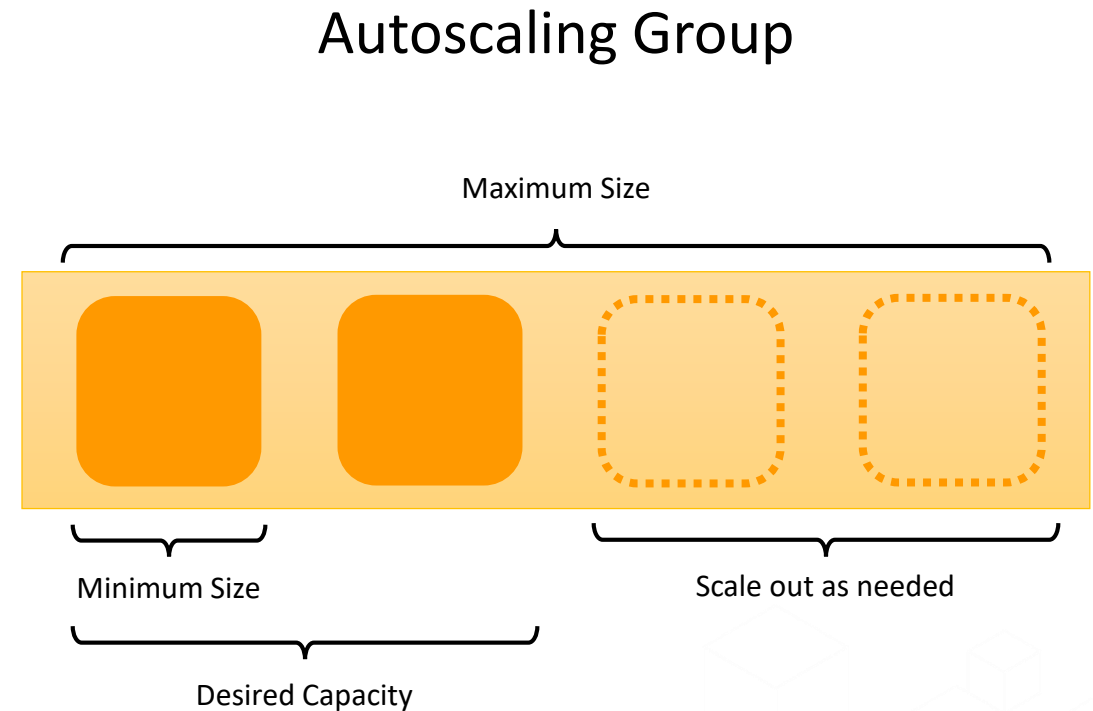 Autoscaling Group
Maximum Size
Minimum Size
Scale out as needed
Desired Capacity